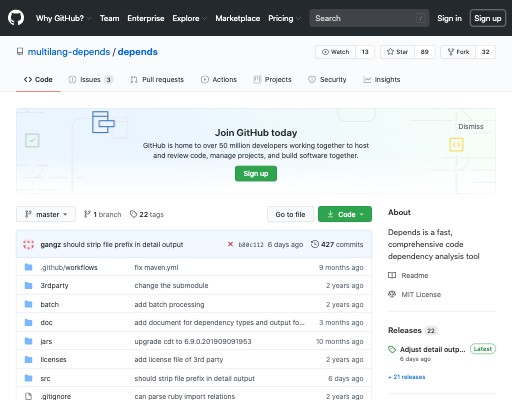 Why GitHub? Team Enterprise Explore Marketplace Pricing Search / Sign in Sign up
multilang-depends / depends Watch 13 Star 89 Fork 32
Code Issues 3 Pull requests Actions Projects Security Insights
Dismiss
Join GitHub today
GitHub is home to over 50 million developers working together to host
and review code, manage projects, and build software together.
Sign up
master 1 branch 22 tags Go to file Code
gangz should strip file prefix in detail output b80c112 6 days ago 427 commits
.github/workflows fix maven.yml 9 months ago
3rdparty change the submodule 2 years ago
batch add batch processing 2 years ago
doc add document for dependency types and output fo... 3 months ago
jars upgrade cdt to 6.9.0.201909091953 10 months ago
licenses add license file of 3rd party 2 years ago
src should strip file prefix in detail output 6 days ago
.gitignore can parse ruby import relations 2 years ago
About
Depends is a fast,
comprehensive code
dependency analysis tool
Readme
MIT License
Releases 22
Adjust detail outp... Latest
6 days ago
+ 21 releases